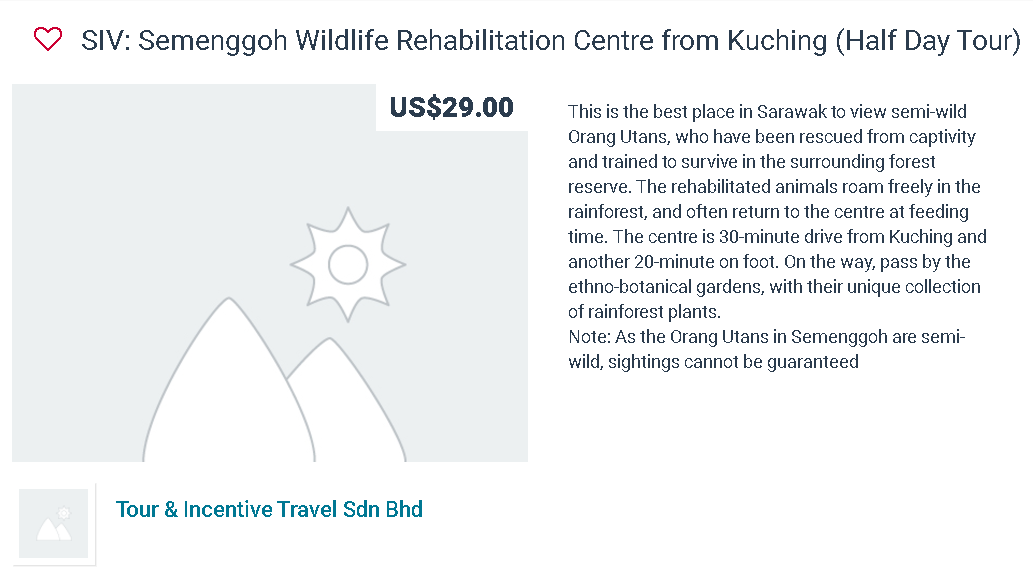 SIV: Semenggoh Wildlife Rehabilitation Centre from Kuching (Half Day Tour)
US$29.00
This is the best place in Sarawak to view semi-wild
Orang Utans, who have been rescued from captivity
and trained to survive in the surrounding forest
reserve. The rehabilitated animals roam freely in the
rainforest, and often return to the centre at feeding
time. The centre is 30-minute drive from Kuching and
another 20-minute on foot. On the way, pass by the
ethno-botanical gardens, with their unique collection
of rainforest plants.
Note: As the Orang Utans in Semenggoh are semi-
wild, sightings cannot be guaranteed
Tour & Incentive Travel Sdn Bhd